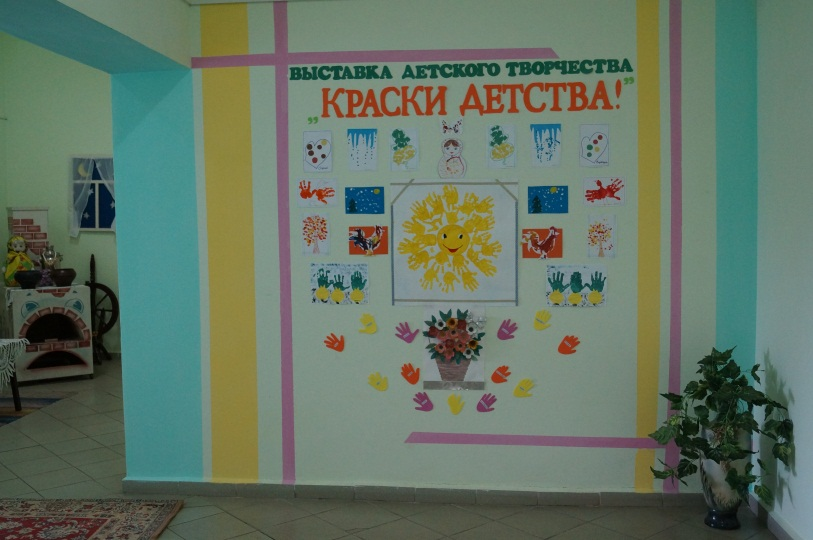 ВЫСТАВКА ДЕТСКОГО ТВОРЧЕСТВА
„КРАСКИ ДЕТСТВА!”